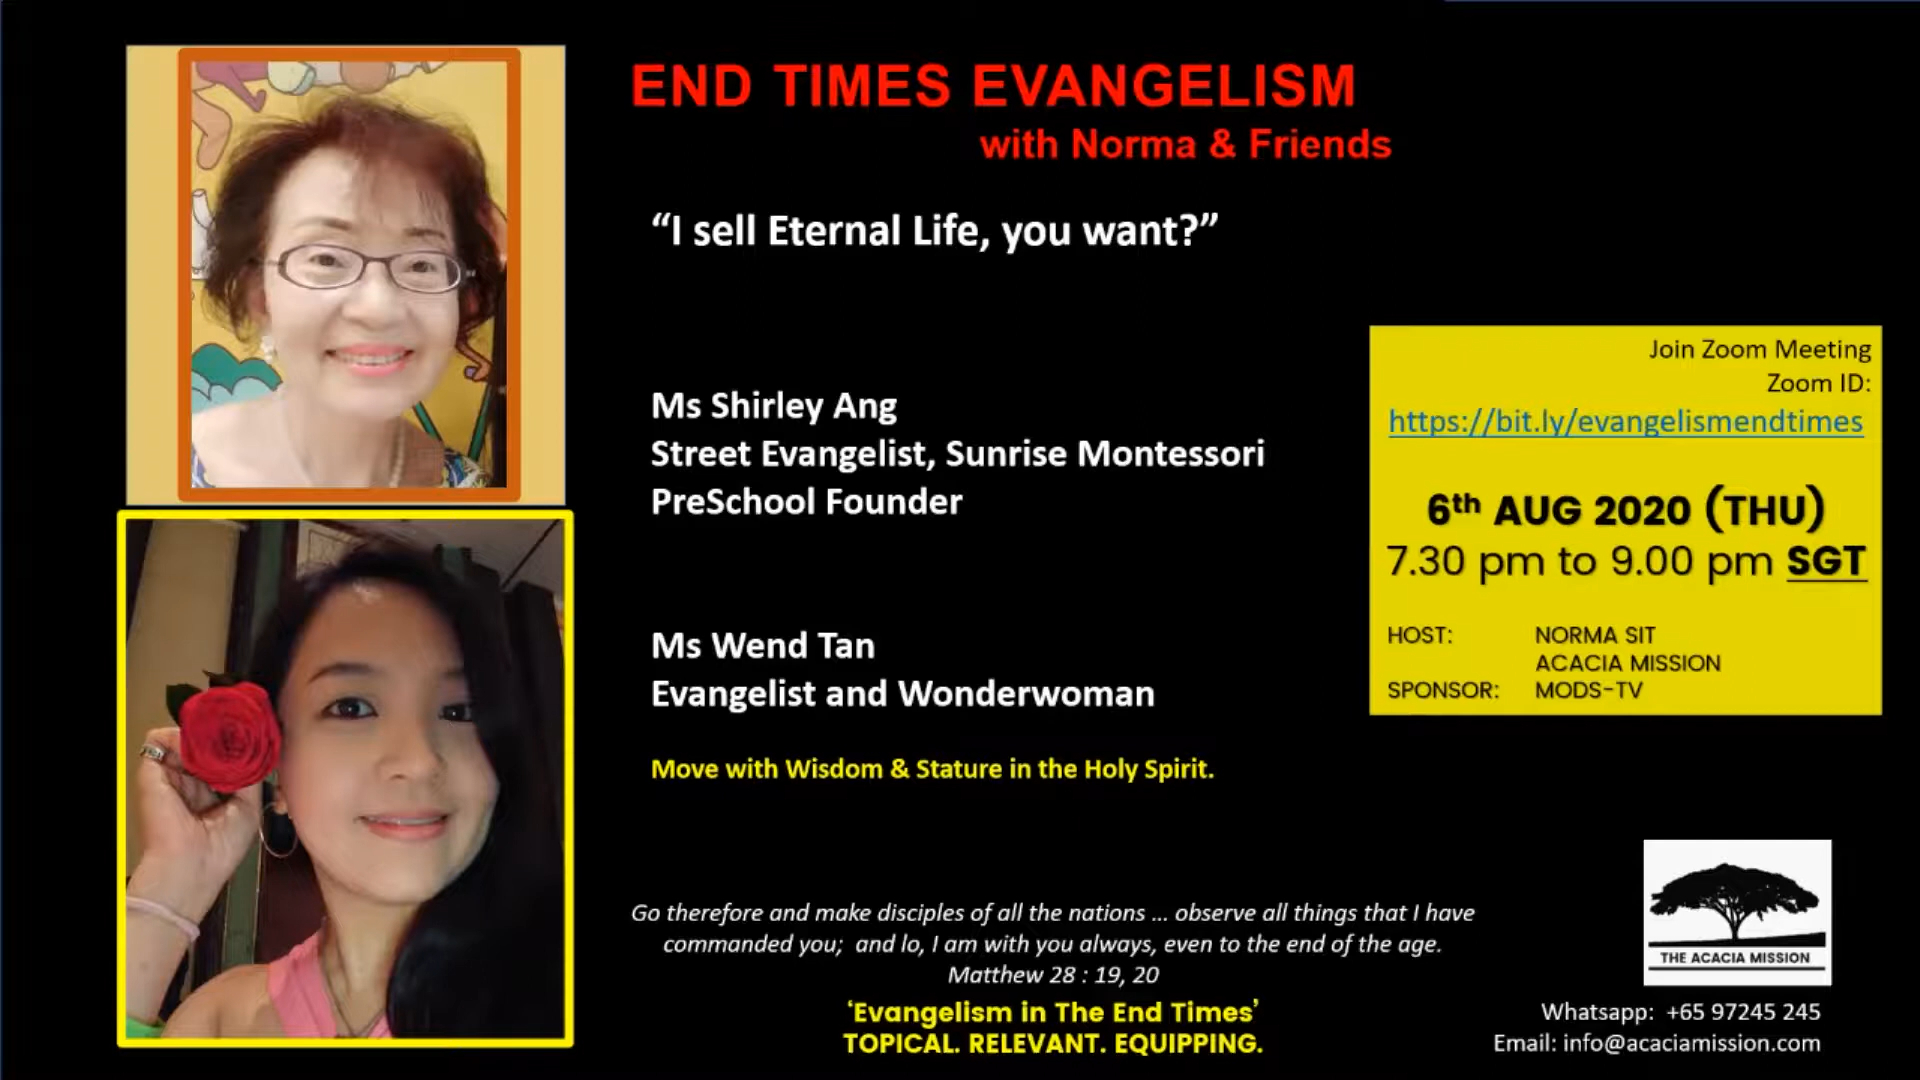 END TIMES EVANGELISM
with Norma & Friends
“I sell Eternal Life, you want?”
Ms Shirley Ang
Street Evangelist, Sunrise Montessori
PreSchool Founder
Ms Wend Tan
Evangelist and Wonderwoman
Move with Wisdom & Stature in the Holy Spirit.
Join Zoom Meeting
Zoom ID:
https://bit.ly/evangelismendtimes
6th AUG 2020 (THU)
7.30 pm to 9.00 pm SGT
HOST: NORMA SIT
ACACIA MISSION
SPONSOR: MODS-TV
Go therefore and make disciples of all the nations ... observe all things that I have
commanded you; and lo, I am with you always, even to the end of the age.
Matthew 28 : 19, 20
‘Evangelism in The End Times’
TOPICAL. RELEVANT. EQUIPPING.
THE ACACIA MISSION
Whatsapp: +65 97245 245
Email: info@acaciamission.com